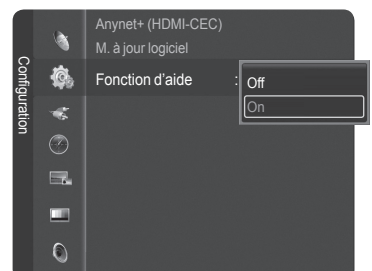 Configuration
Anynet+ (HDMI-CEC)
M. à jour logiciel
Fonction d'aide : Off
On